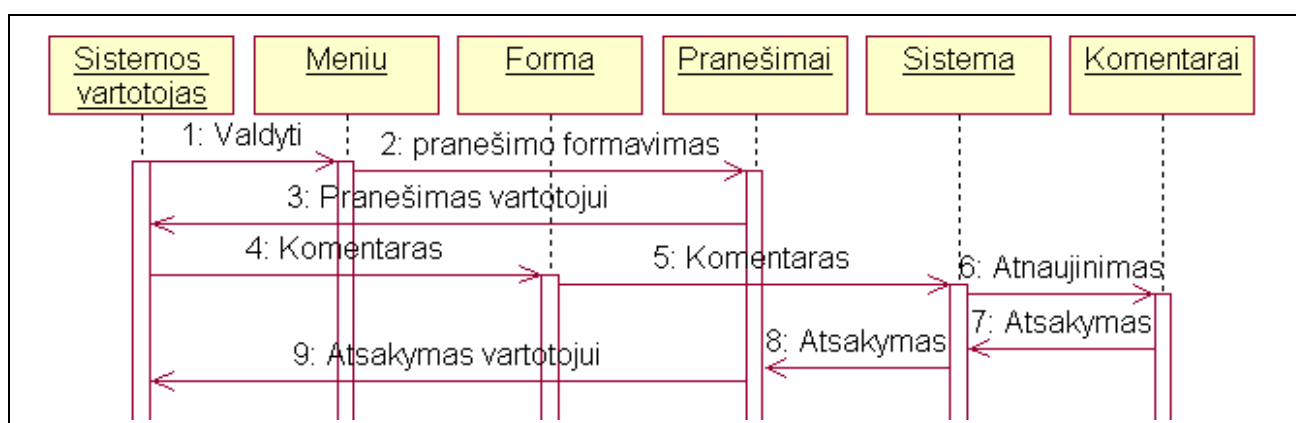 Sistemos
vartotojas
Meniu
Forma
Pranešimai
Sistema
Komentarai
1: Valdyti
2: pranešimo formavimas
3: Pranešimas vartotojui
4: Komentaras
5: Komentaras
6: Atnaujinimas
7: Atsakymas
8: Atsakymas
9: Atsakymas vartotojui